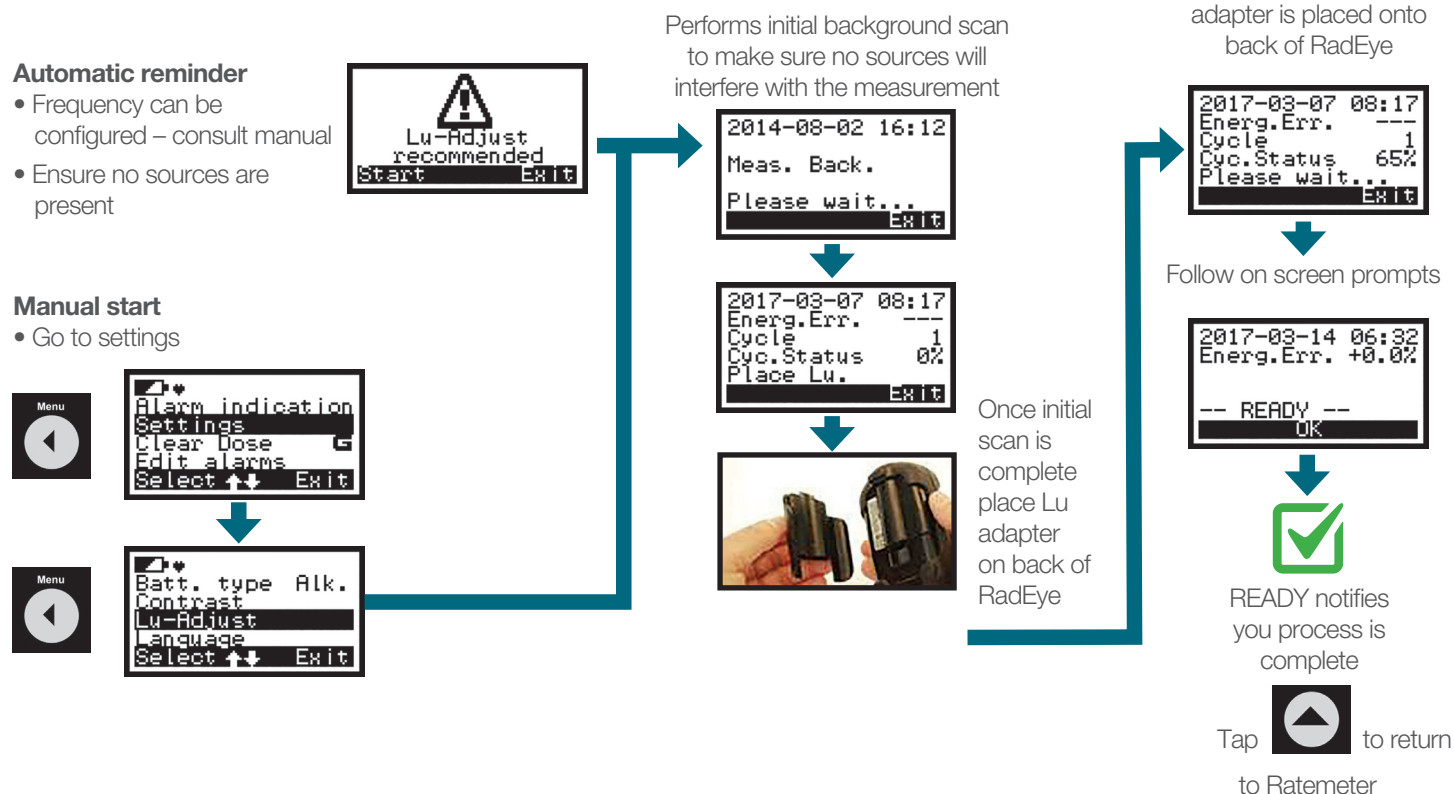 Automatic reminder
• Frequency can be
configured – consult manual
• Ensure no sources are
present
Lu-Adjust
recommended
Start Exit
Manual start
• Go to settings
Menu
Alarm indication
Settings
Clear Dose G
Edit alarms
Select Exit
Menu
Batt. type Alk.
Contrast
Lu-Adjust
Language
Select Exit
Performs initial background scan
to make sure no sources will
interfere with the measurement
2014-08-02 16:12
Meas. Back.
Please wait...
Exit
2017-03-07 08:17
Energ.Err. ---
Cycle 1
Cyc.Status 0%
Place Lu.
Exit
Once initial
scan is
complete
place Lu
adapter
on back of
RadEye
adapter is placed onto
back of RadEye
2017-03-07 08:17
Energ.Err. ---
Cycle 1
Cyc.Status 65%
Please wait...
Exit
Follow on screen prompts
2017-03-14 06:32
Energ.Err. +0.0%
-- READY --
OK
READY notifies
you process is
complete
Tap to return
to Ratemeter